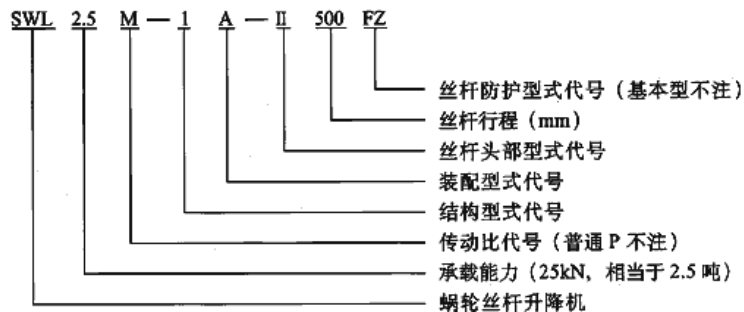 SWL 2.5 M — 1 A — II 500 FZ
丝杆防护型式代号（基本型不注）
丝杆行程（mm）
丝杆头部型式代号
装配型式代号
结构型式代号
传动比代号（普通 P 不注）
承载能力（25kN，相当于 2.5 吨）
蜗轮丝杆升降机